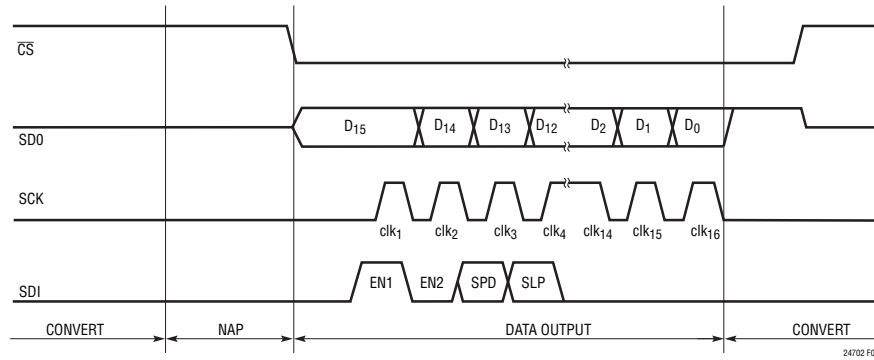 CS
D15 D14 D13 D12 D2 D1 D0
SD0
SCK
clk1 clk2 clk3 clk4 clk14 clk15 clk16
EN1 EN2 SPD SLP
SDI
CONVERT NAP DATA OUTPUT CONVERT
24702 F0